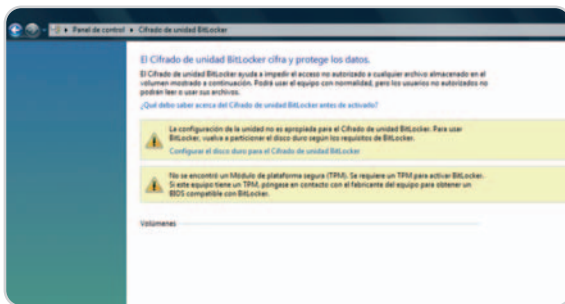 Panel de control ▸ Cifrado de unidad BitLocker
El Cifrado de unidad BitLocker cifra y protege los datos.
El Cifrado de unidad BitLocker ayuda a impedir el acceso no autorizado a cualquier archivo almacenado en el
volumen mostrado a continuación. Podrá usar el equipo con normalidad, pero los usuarios no autorizados no
podrán leer o usar sus archivos.
¿Qué debo saber acerca del Cifrado de unidad BitLocker antes de activarlo?
La configuración de la unidad no es apropiada para el Cifrado de unidad BitLocker. Para usar
BitLocker, vuelva a particionar el disco duro según los requisitos de BitLocker.
Configurar el disco duro para el Cifrado de unidad BitLocker
No se encontró un Módulo de plataforma segura (TPM). Se requiere un TPM para activar BitLocker.
Si este equipo tiene un TPM, póngase en contacto con el fabricante del equipo para obtener un
BIOS compatible con BitLocker.
Volúmenes